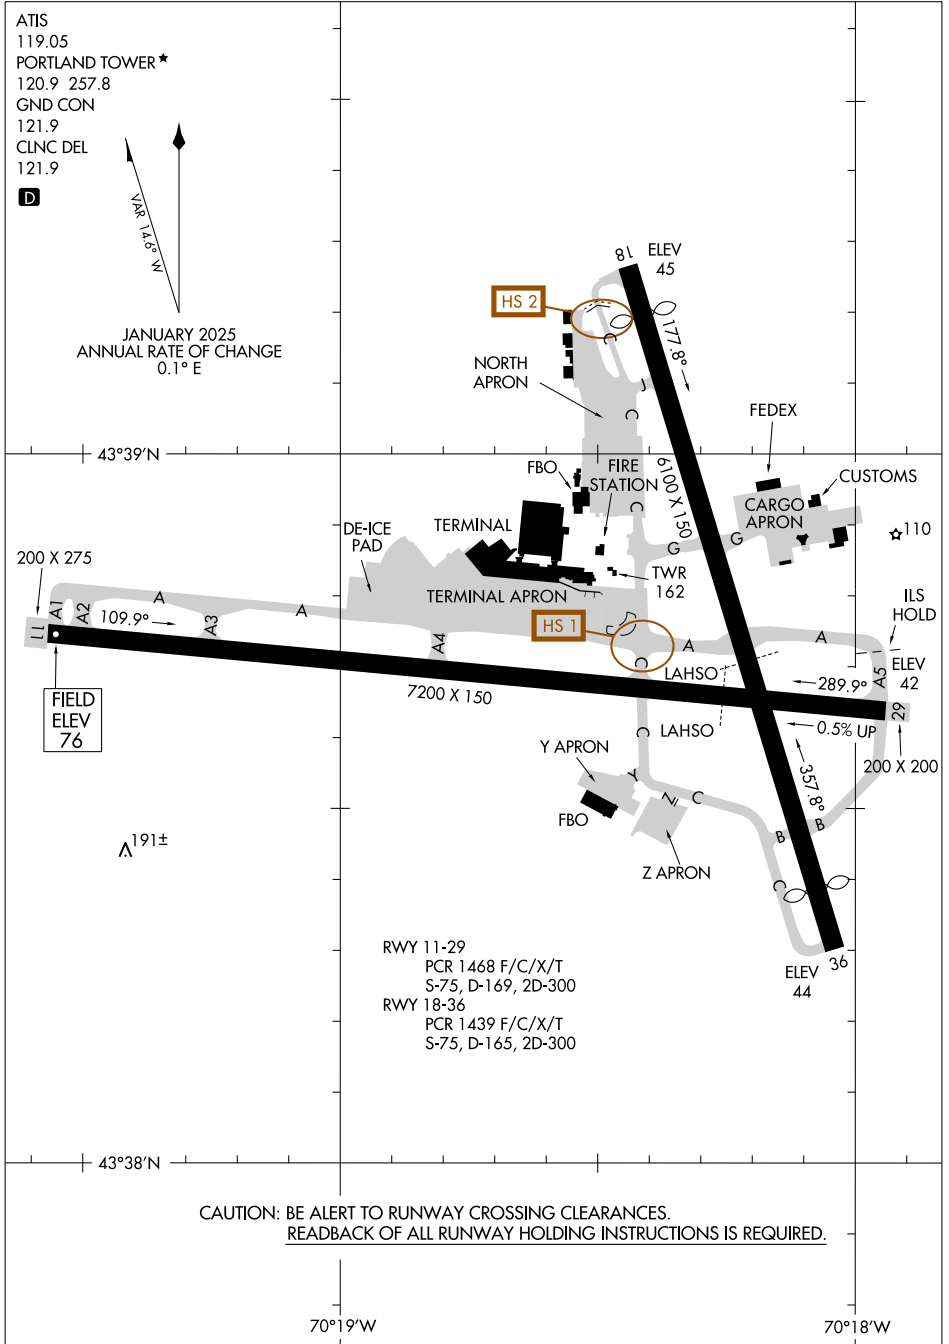 ATIS
119.05
PORTLAND TOWER★
120.9 257.8
GND CON
121.9
CLNC DEL
121.9
D
VAR 14.6° W
JANUARY 2025
ANNUAL RATE OF CHANGE
0.1° E
18
ELEV
45
HS 2
177.8°
C
J
NORTH
APRON
C
FEDEX
43°39'N
6100 X 150
FBO
FIRE
STATION
CUSTOMS
CARGO
APRON
C
DE-ICE
PAD
TERMINAL
G
G
110
200 X 275
TWR
162
TERMINAL APRON
ILS
HOLD
A1
A2
A
109.9°
A3
A
A4
HS 1
C
A
A
LAHSO
ELEV
42
A5
11
289.9°
7200 X 150
29
FIELD
ELEV
76
LAHSO
0.5% UP
C
200 X 200
Y APRON
Y
Z
C
357.8°
FBO
B
B
191±
Z APRON
C
RWY 11-29
PCR 1468 F/C/X/T
S-75, D-169, 2D-300
RWY 18-36
PCR 1439 F/C/X/T
S-75, D-165, 2D-300
36
ELEV
44
43°38'N
CAUTION: BE ALERT TO RUNWAY CROSSING CLEARANCES.
READBACK OF ALL RUNWAY HOLDING INSTRUCTIONS IS REQUIRED.
70°19'W
70°18'W